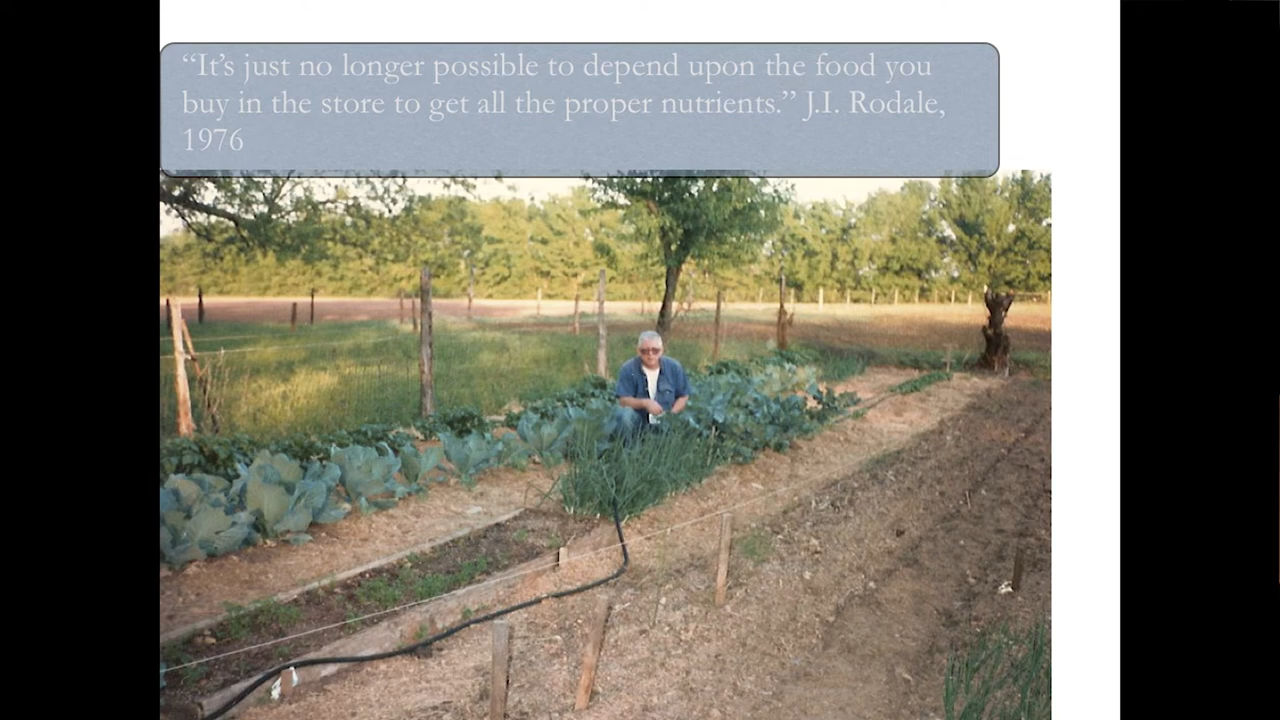 “It’s just no longer possible to depend upon the food you
buy in the store to get all the proper nutrients.” J.I. Rodale,
1976